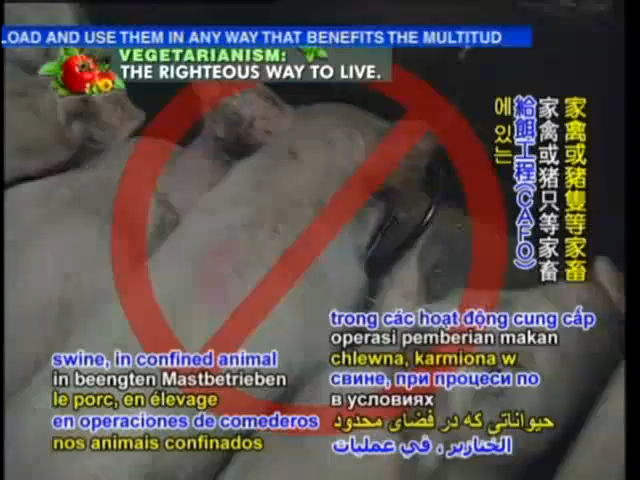 LOAD AND USE THEM IN ANY WAY THAT BENEFITS THE MULTITUD
VEGETARIANISM:
THE RIGHTEOUS WAY TO LIVE.
家禽或豬隻等家畜
家禽或猪只等家畜
給餌工程(CAFO)
에 있는
swine, in confined animal
in beengten Mastbetrieben
le porc, en élevage
en operaciones de comederos
nos animais confinados
trong các hoạt động cung cấp
operasi pemberian makan
chlewna, karmiona w
свине, при процеси по
в условиях
حیواناتی که در فضای محدود
الخنازير ، في عمليات